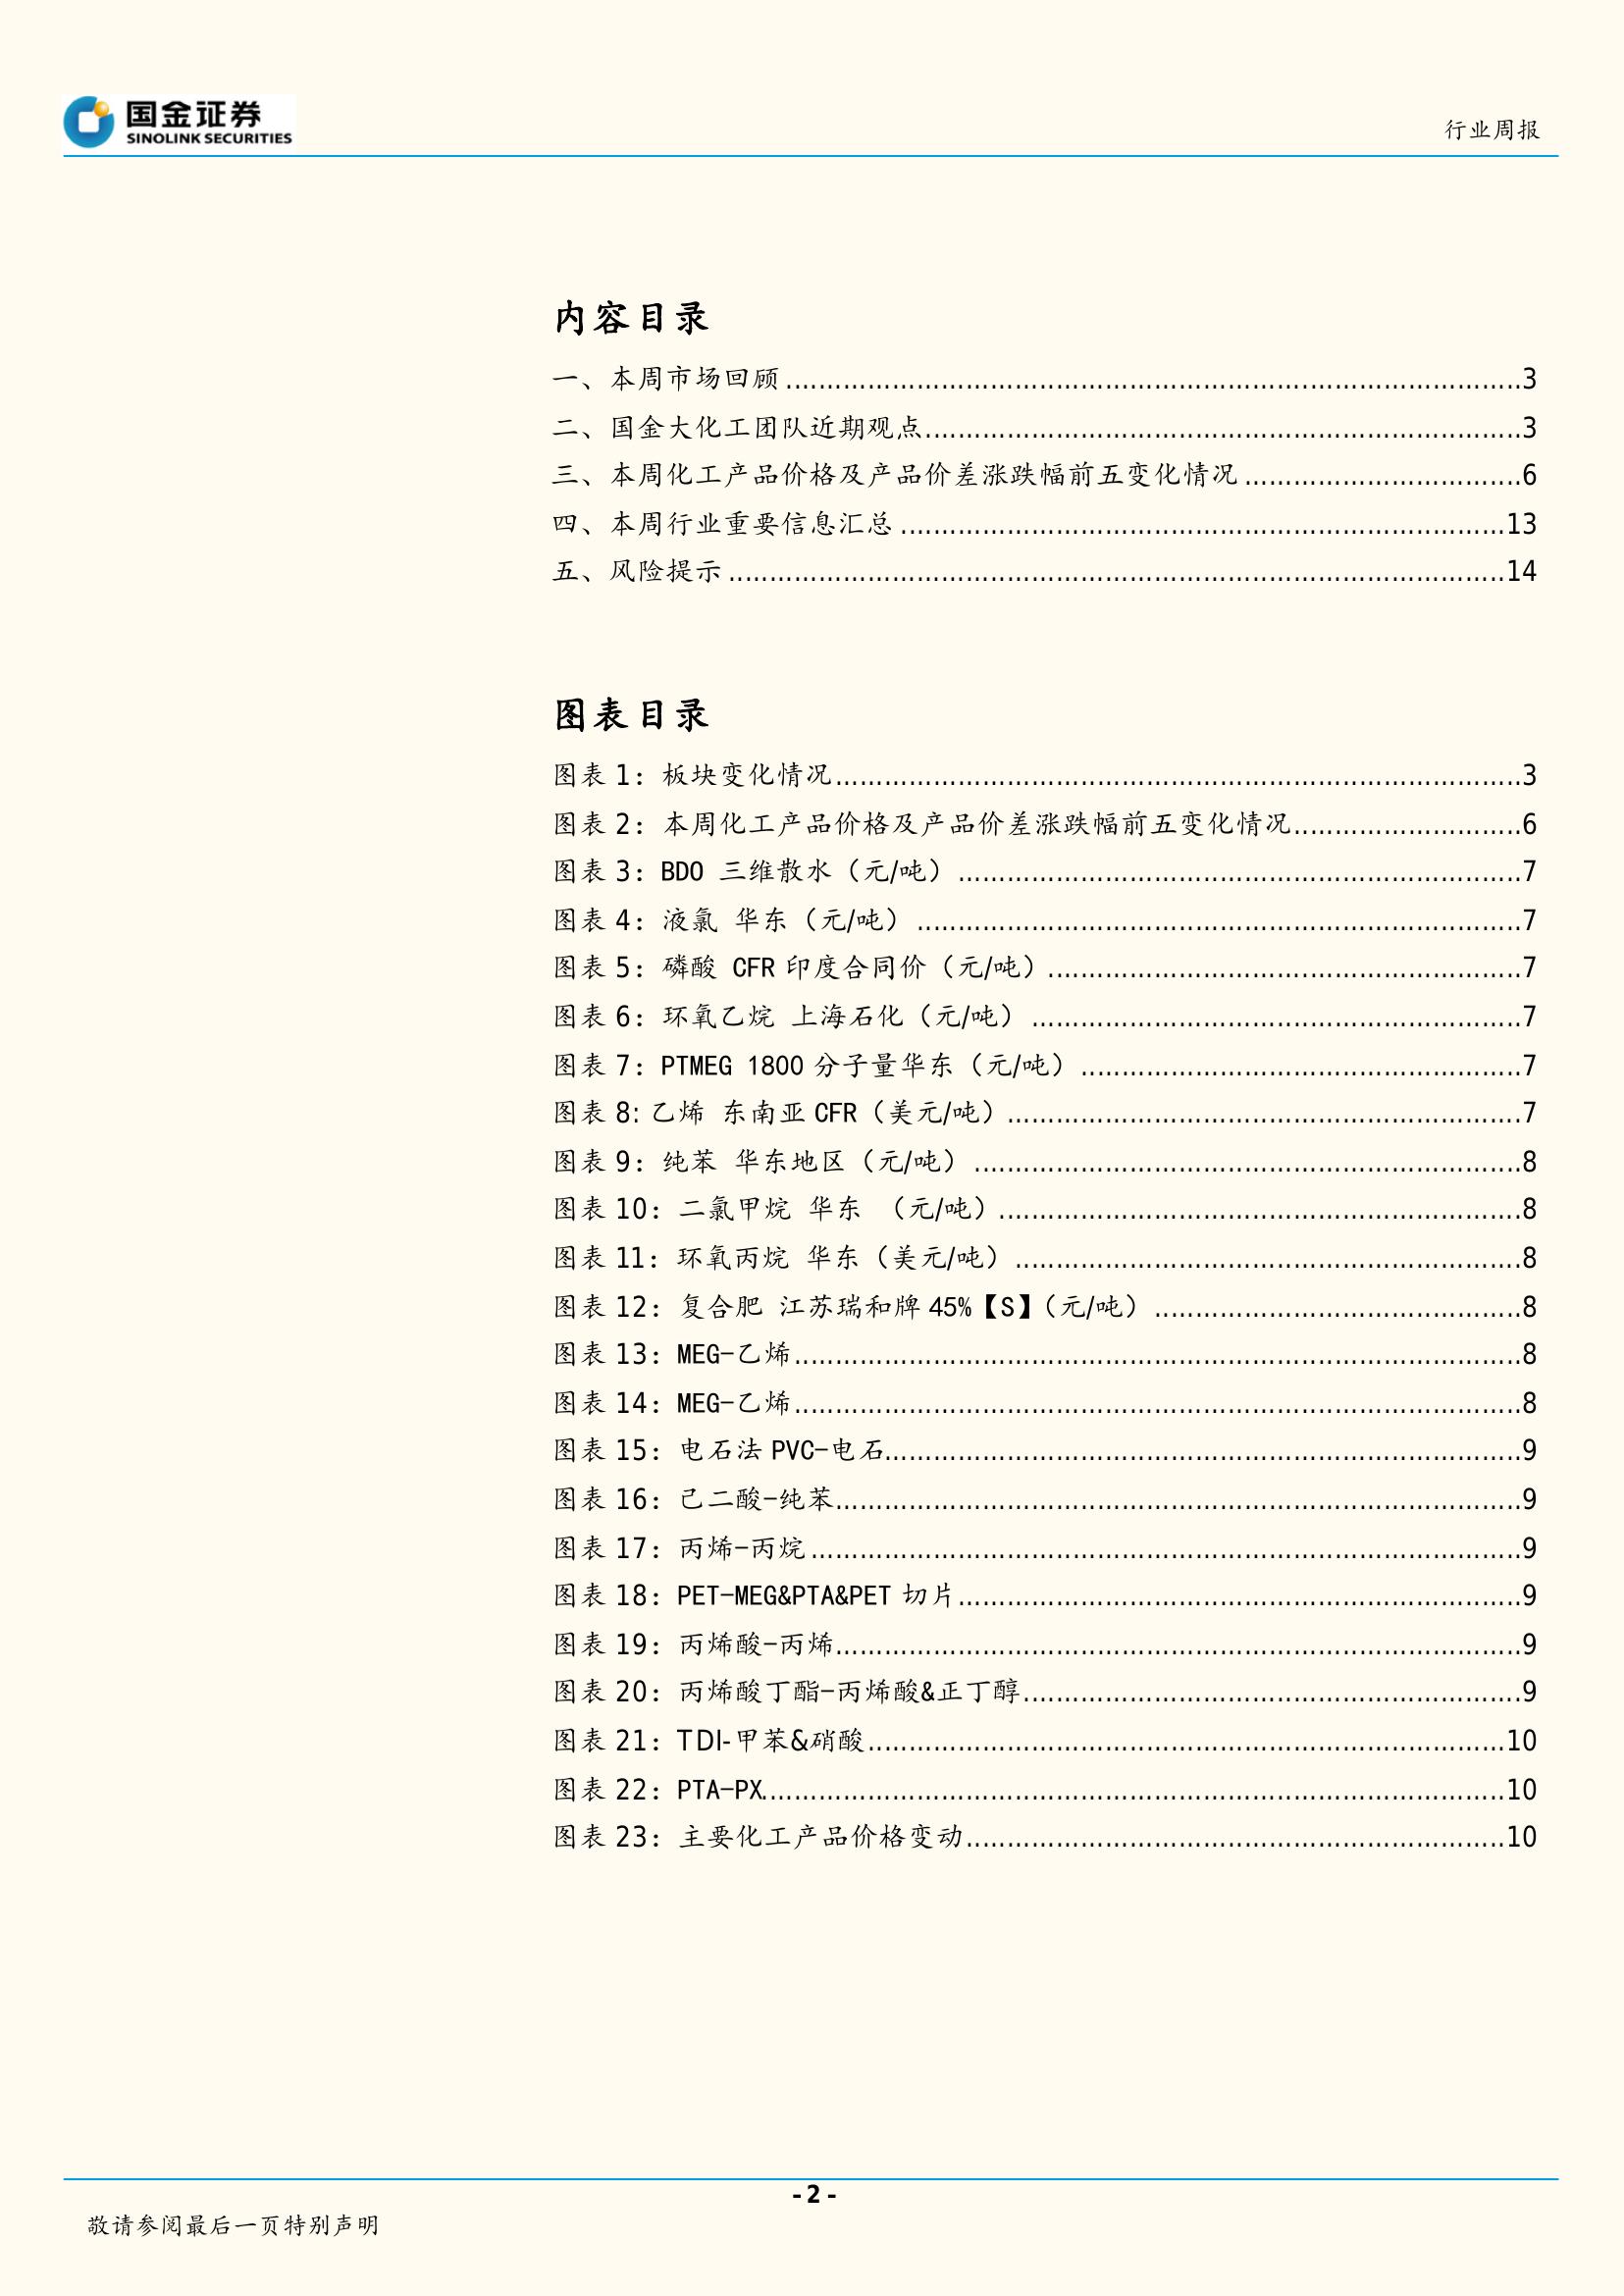 国金证券
SINOLINK SECURITIES
行业周报
内容目录
一、本周市场回顾3
二、国金大化工团队近期观点3
三、本周化工产品价格及产品价差涨跌幅前五变化情况6
四、本周行业重要信息汇总13
五、风险提示14
图表目录
图表 1：板块变化情况3
图表 2：本周化工产品价格及产品价差涨跌幅前五变化情况6
图表 3：BDO 三维散水（元/吨）7
图表 4：液氯 华东（元/吨）7
图表 5：磷酸 CFR 印度合同价（元/吨）7
图表 6：环氧乙烷 上海石化（元/吨）7
图表 7：PTMEG 1800 分子量华东（元/吨）7
图表 8: 乙烯 东南亚 CFR（美元/吨）7
图表 9：纯苯 华东地区（元/吨）8
图表 10：二氯甲烷 华东 （元/吨）8
图表 11：环氧丙烷 华东（美元/吨）8
图表 12：复合肥 江苏瑞和牌 45%【S】（元/吨）8
图表 13：MEG-乙烯8
图表 14：MEG-乙烯8
图表 15：电石法 PVC-电石9
图表 16：己二酸-纯苯9
图表 17：丙烯-丙烷9
图表 18：PET-MEG&PTA&PET 切片9
图表 19：丙烯酸-丙烯9
图表 20：丙烯酸丁酯-丙烯酸&正丁醇9
图表 21：TDI-甲苯&硝酸10
图表 22：PTA-PX10
图表 23：主要化工产品价格变动10
- 2 -
敬请参阅最后一页特别声明